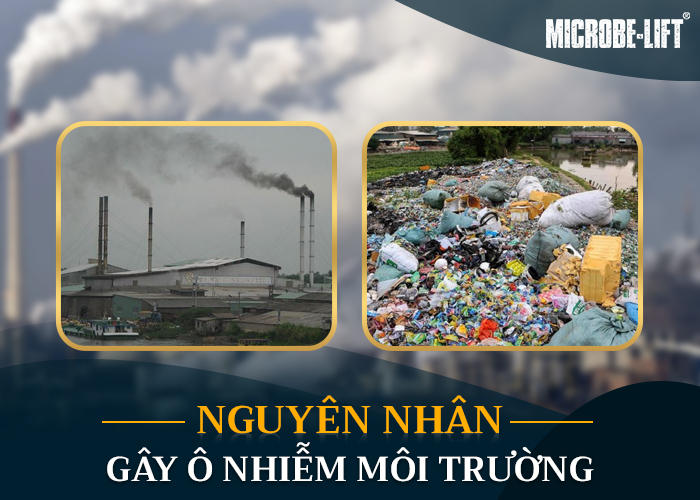 MICROBE-LIFT®
NGUYÊN NHÂN
GÂY Ô NHIỄM MÔI TRƯỜNG